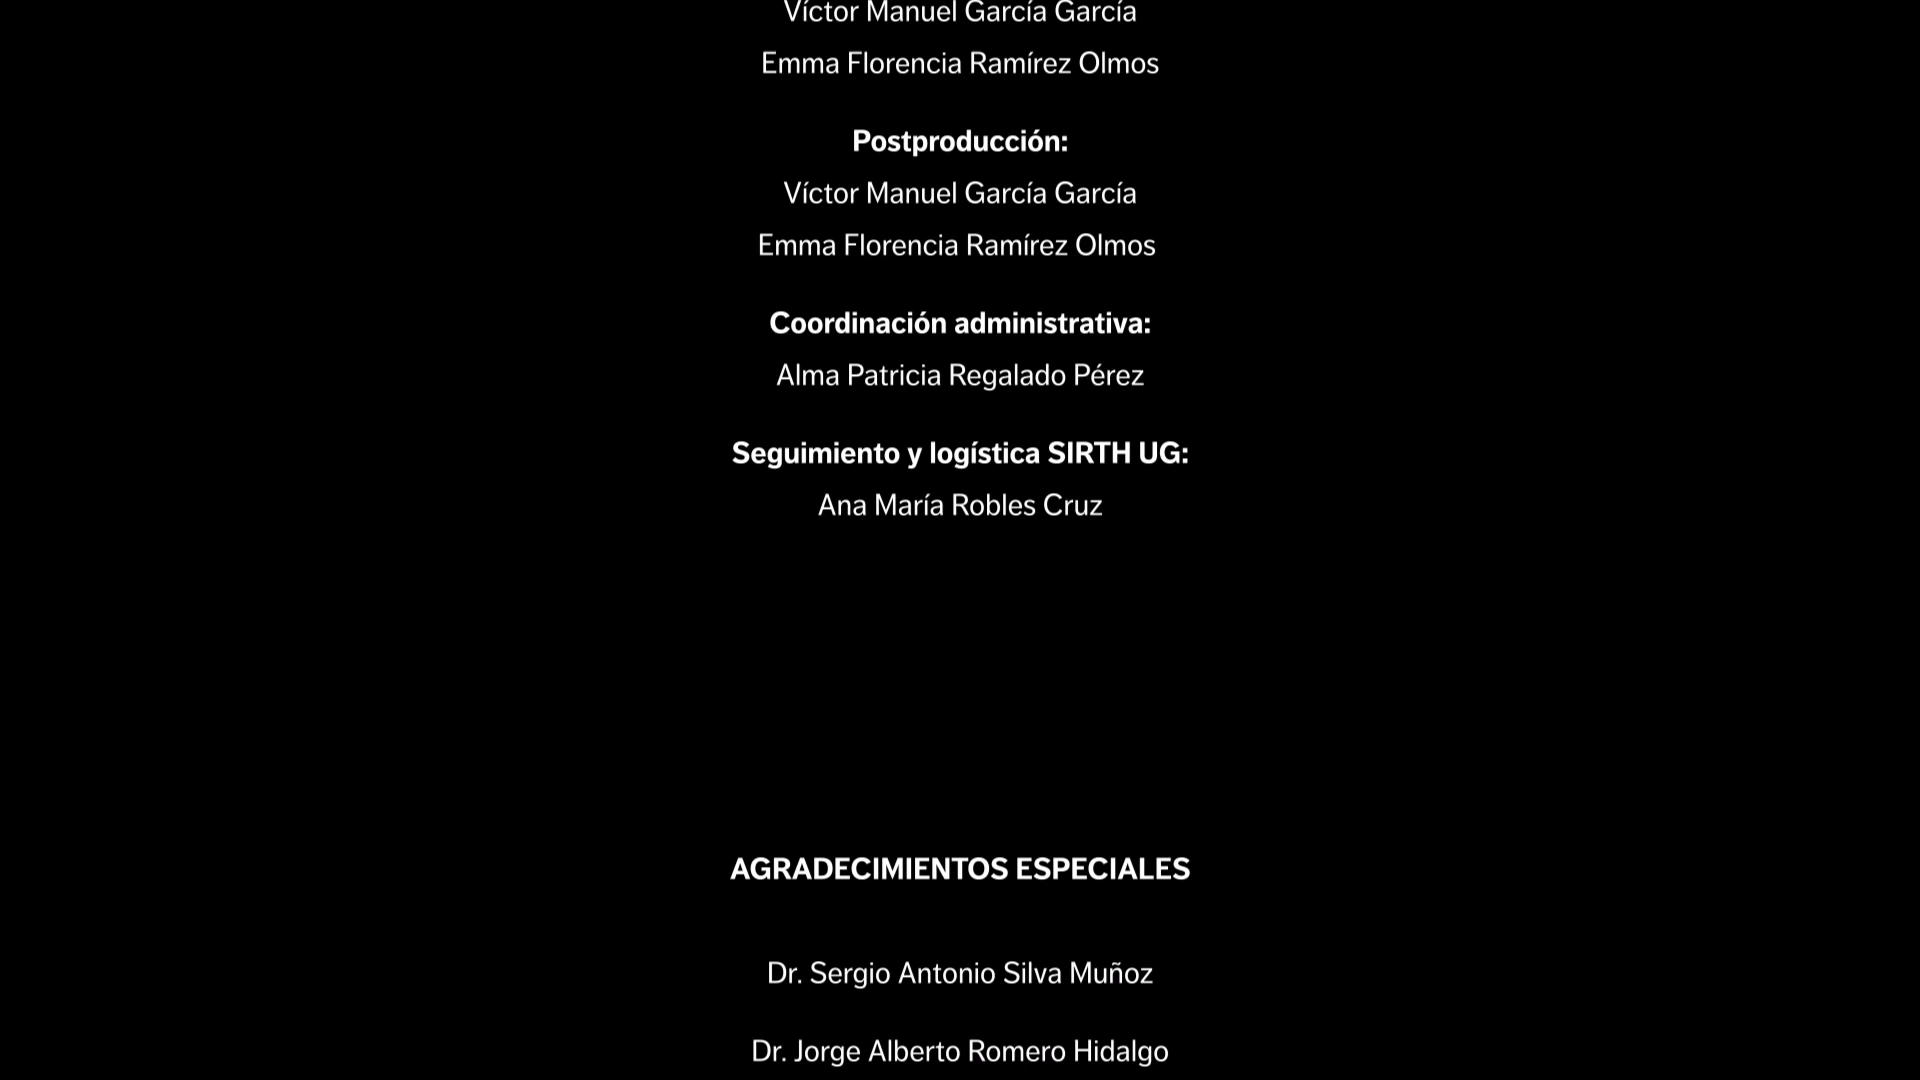 Víctor Manuel García García
Emma Florencia Ramírez Olmos
Postproducción:
Víctor Manuel García García
Emma Florencia Ramírez Olmos
Coordinación administrativa:
Alma Patricia Regalado Pérez
Seguimiento y logística SIRTH UG:
Ana María Robles Cruz
AGRADECIMIENTOS ESPECIALES
Dr. Sergio Antonio Silva Muñoz
Dr. Jorge Alberto Romero Hidalgo